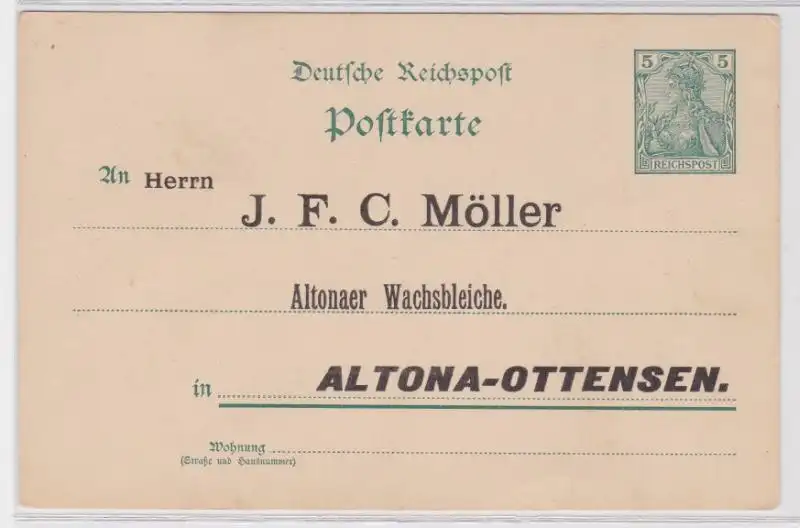 Deutsche Reichspost
5 5
Postkarte
REICHSPOST
An Herrn
J. F. C. Möller
Altonaer Wachsbleiche.
in ALTONA-OTTENSEN.
Wohnung
(Straße und Hausnummer)